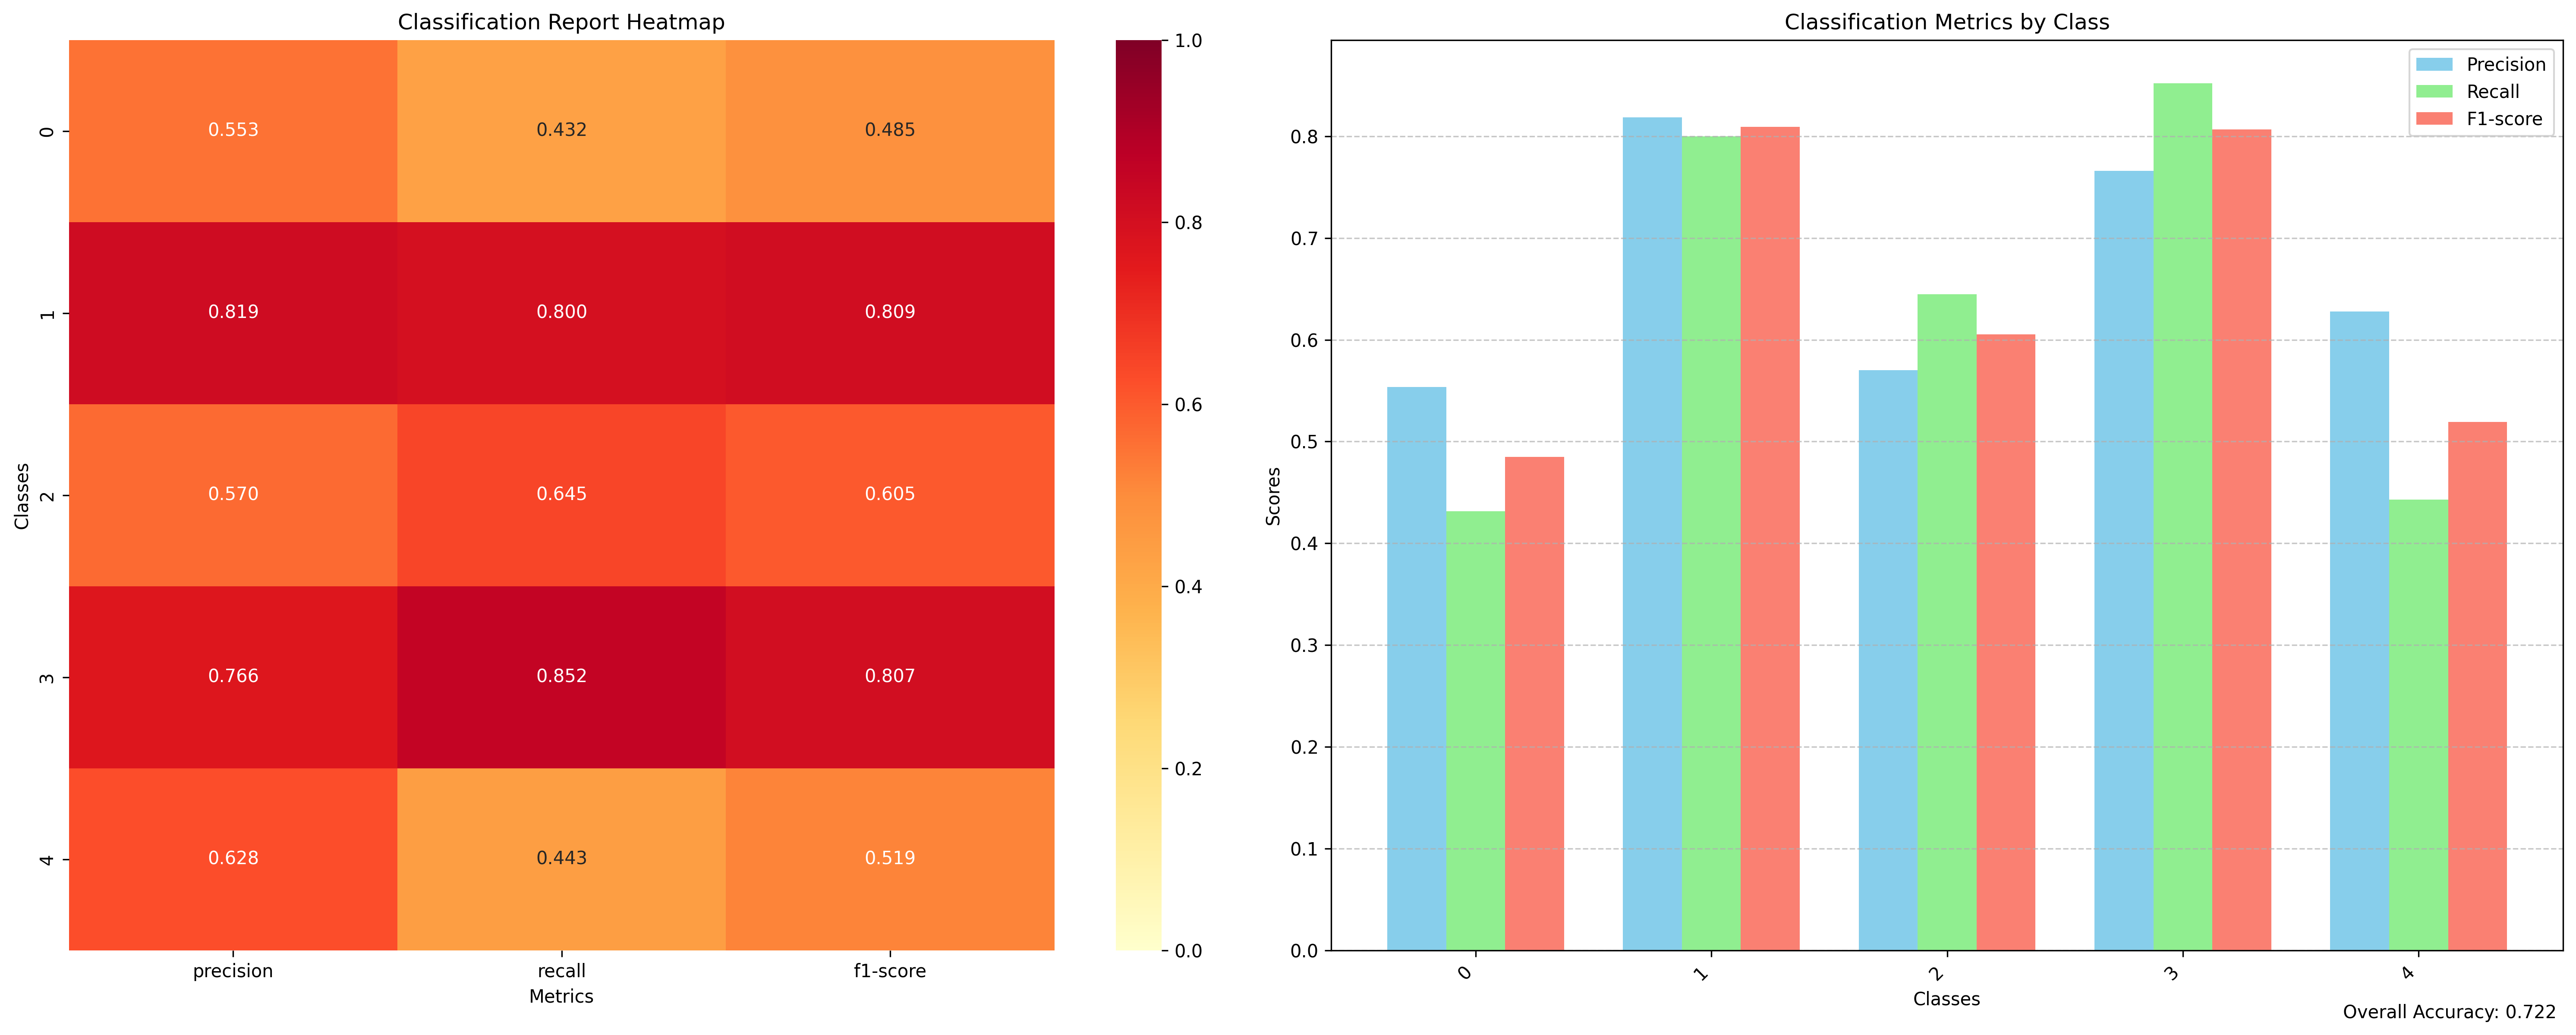 Classification Report Heatmap
0 0.553 0.432 0.485
1 0.819 0.800 0.809
2 0.570 0.645 0.605
3 0.766 0.852 0.807
4 0.628 0.443 0.519
Classes
precision recall f1-score
Metrics
1.0
0.8
0.6
0.4
0.2
0.0
Classification Metrics by Class
Precision
Recall
F1-score
0.8
0.7
0.6
0.5
0.4
0.3
0.2
0.1
0.0
Scores
0 1 2 3 4
Classes
Overall Accuracy: 0.722